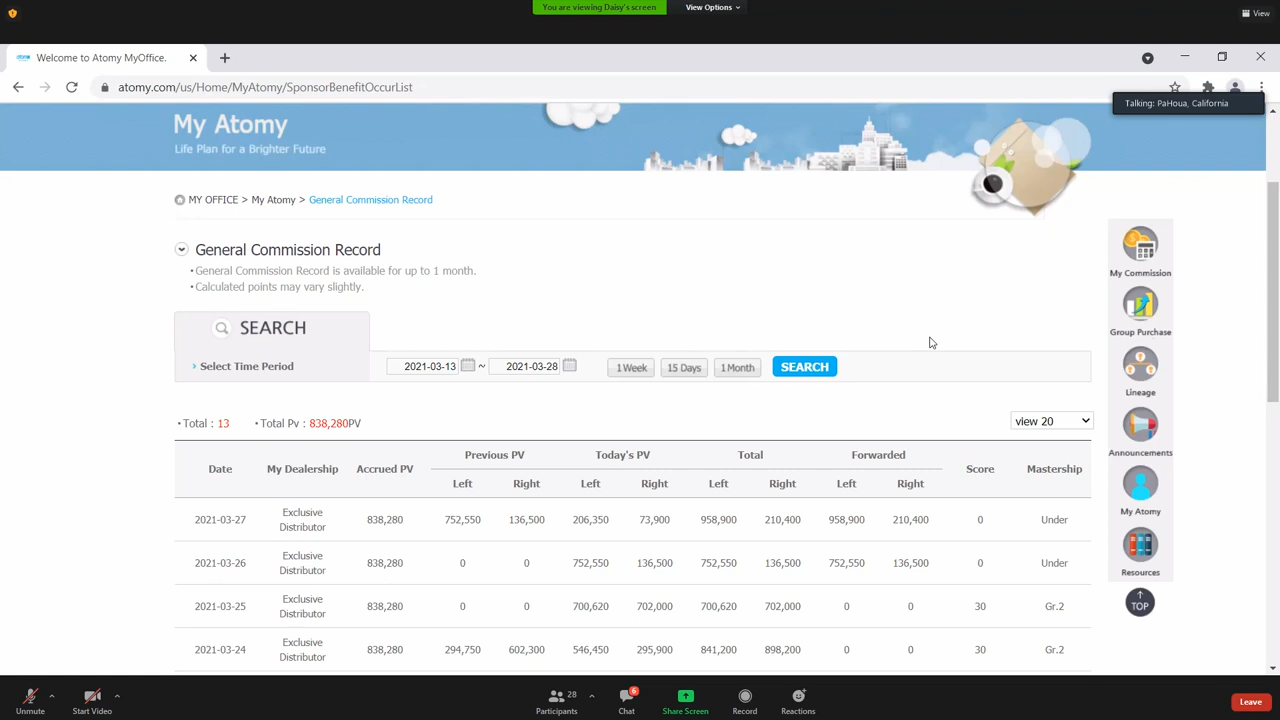 You are viewing Daisy's screen
View Options
View
Welcome to Atomy MyOffice.
atomy.com/us/Home/MyAtomy/SponsorBenefitOccurList
Talking: PaHoua, California
My Atomy
Life Plan for a Brighter Future
MY OFFICE > My Atomy > General Commission Record
General Commission Record
•General Commission Record is available for up to 1 month.
•Calculated points may vary slightly.
SEARCH
Select Time Period 2021-03-13 ~ 2021-03-28 1Week 15 Days 1Month SEARCH
•Total : 13 •Total Pv : 838,280PV view 20
Date My Dealership Accrued PV Previous PV Today's PV Total Forwarded Score Mastership
Left Right Left Right Left Right Left Right
2021-03-27 Exclusive Distributor 838,280 752,550 136,500 206,350 73,900 958,900 210,400 958,900 210,400 0 Under
2021-03-26 Exclusive Distributor 838,280 0 0 752,550 136,500 752,550 136,500 752,550 136,500 0 Under
2021-03-25 Exclusive Distributor 838,280 0 0 700,620 702,000 700,620 702,000 0 0 30 Gr.2
2021-03-24 Exclusive Distributor 838,280 294,750 602,300 546,450 295,900 841,200 898,200 0 0 30 Gr.2
My Commission
Group Purchase
Lineage
Announcements
My Atomy
Resources
TOP
Unmute
Start Video
Participants 28
Chat 6
Share Screen
Record
Reactions
Leave